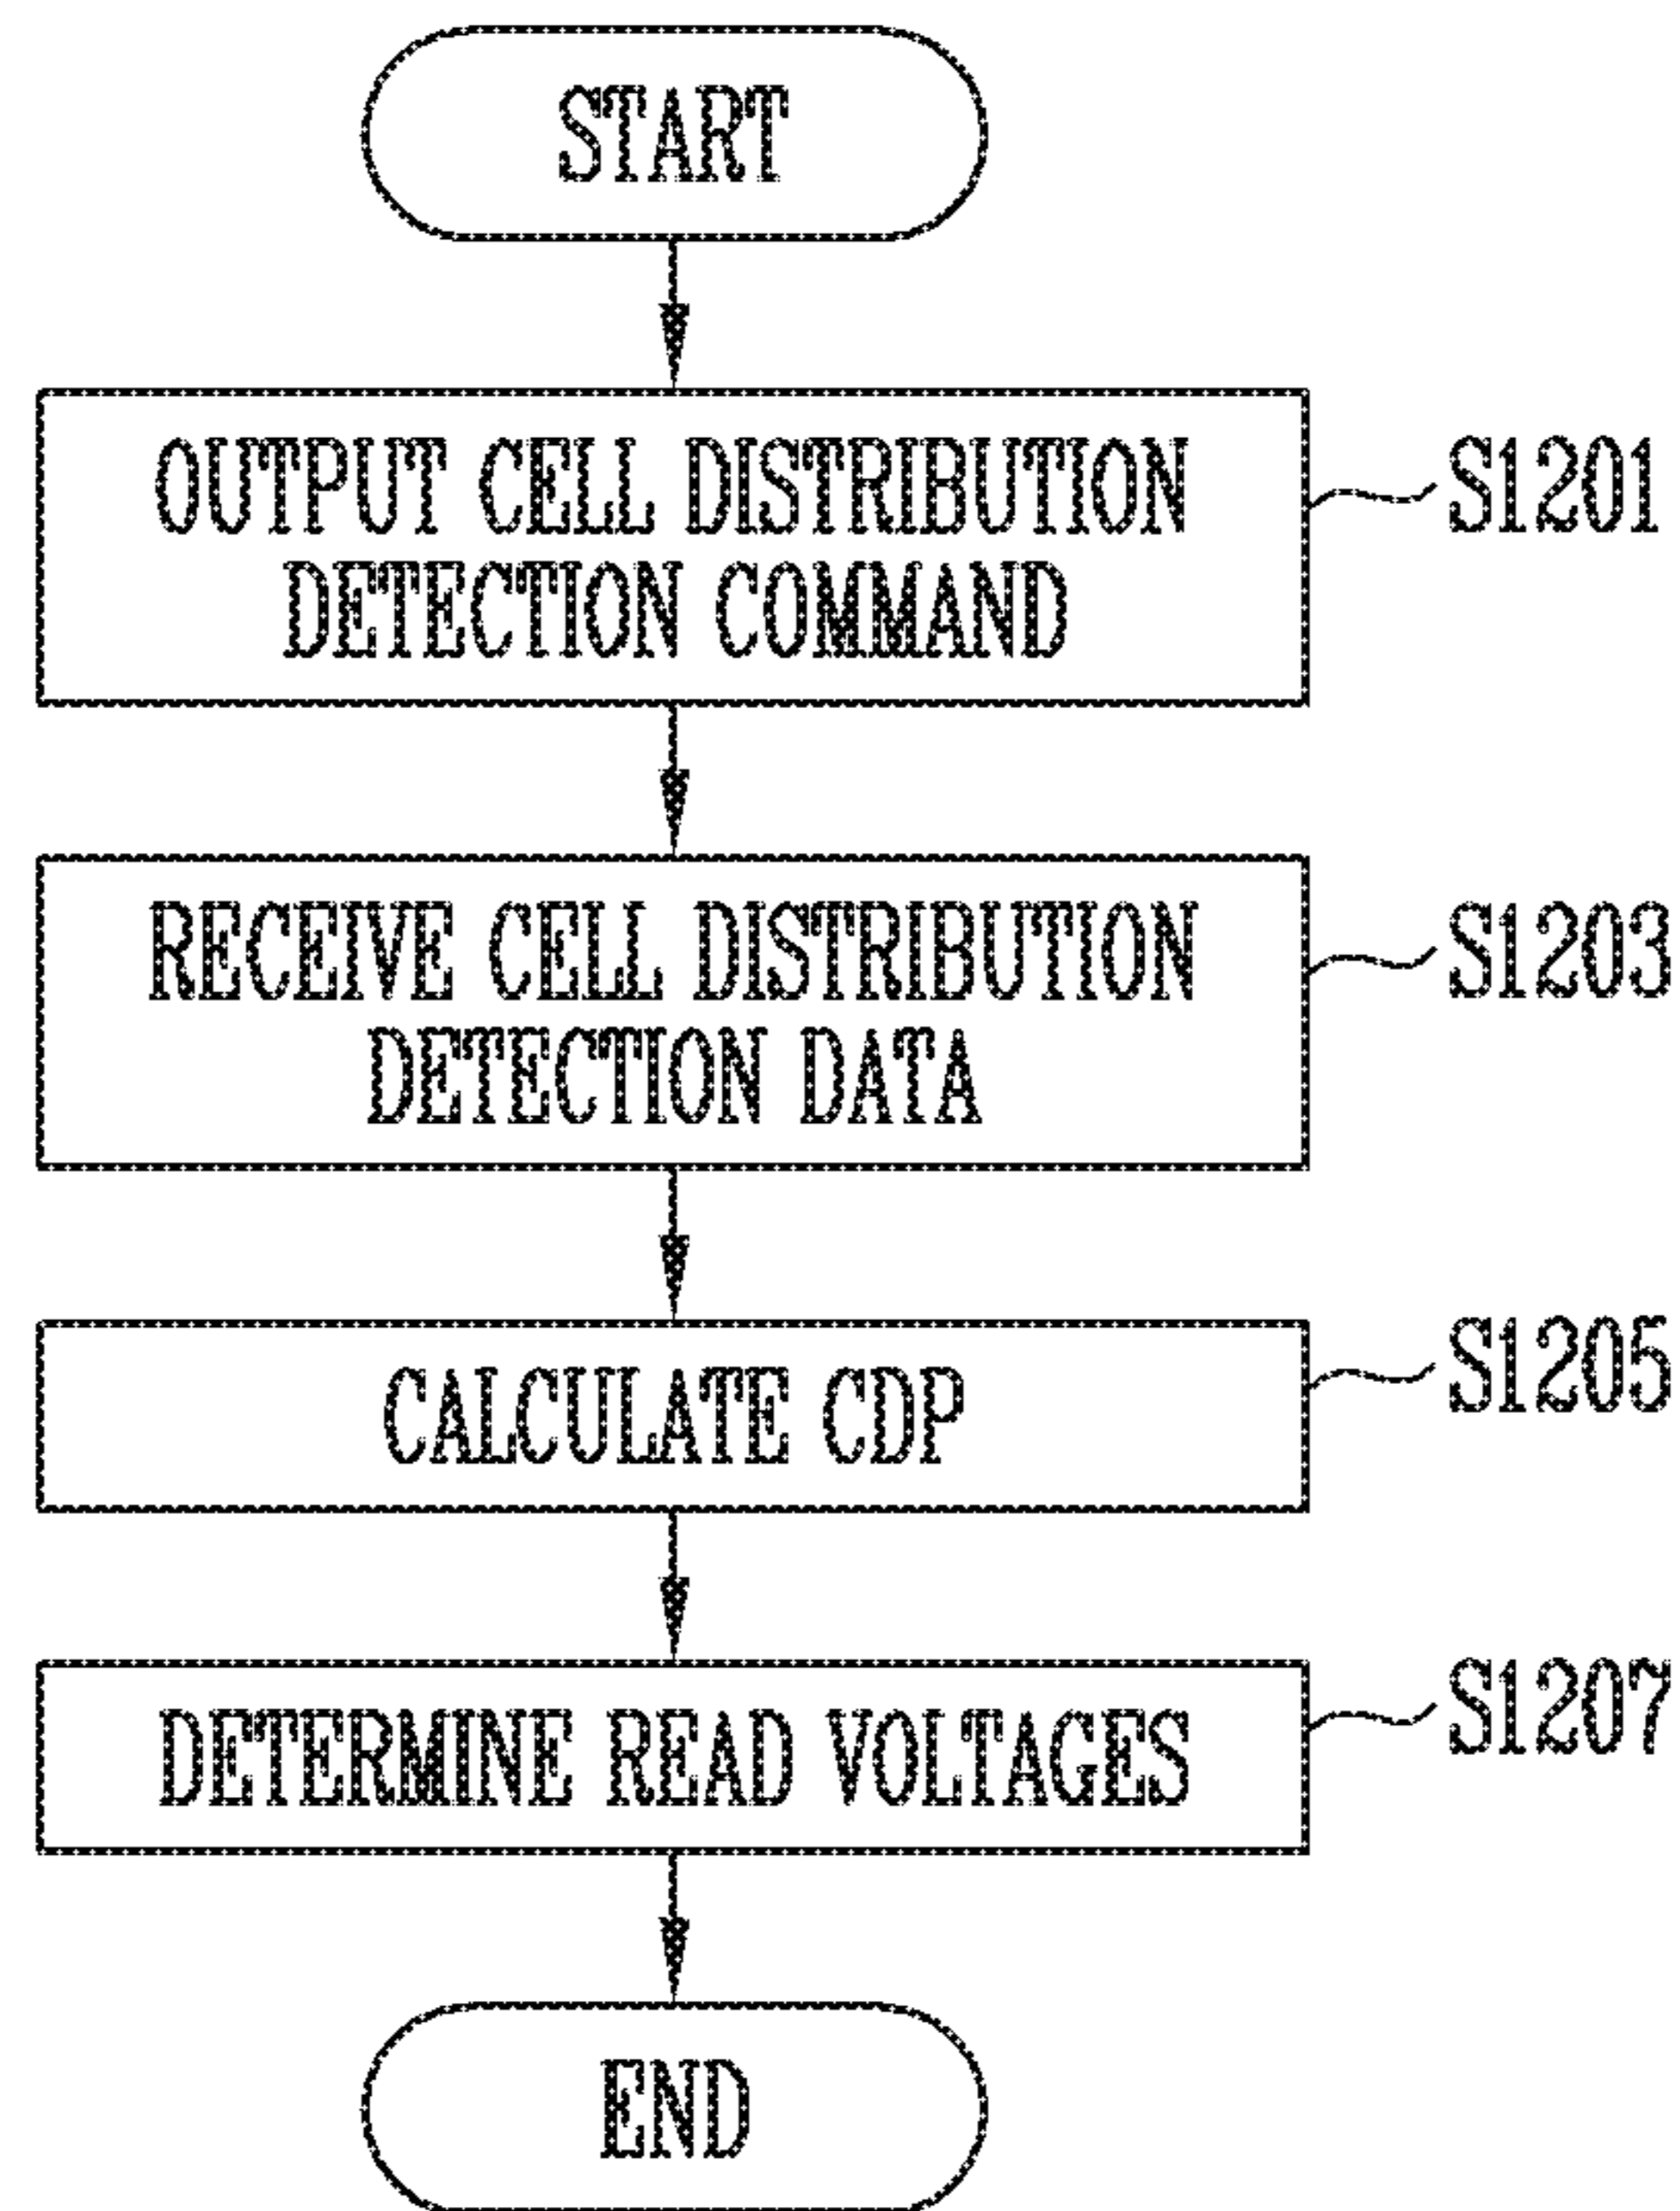 START
OUTPUT CELL DISTRIBUTION
DETECTION COMMAND
S1201
RECEIVE CELL DISTRIBUTION
DETECTION DATA
S1203
CALCULATE CDP
S1205
DETERMINE READ VOLTAGES
S1207
END